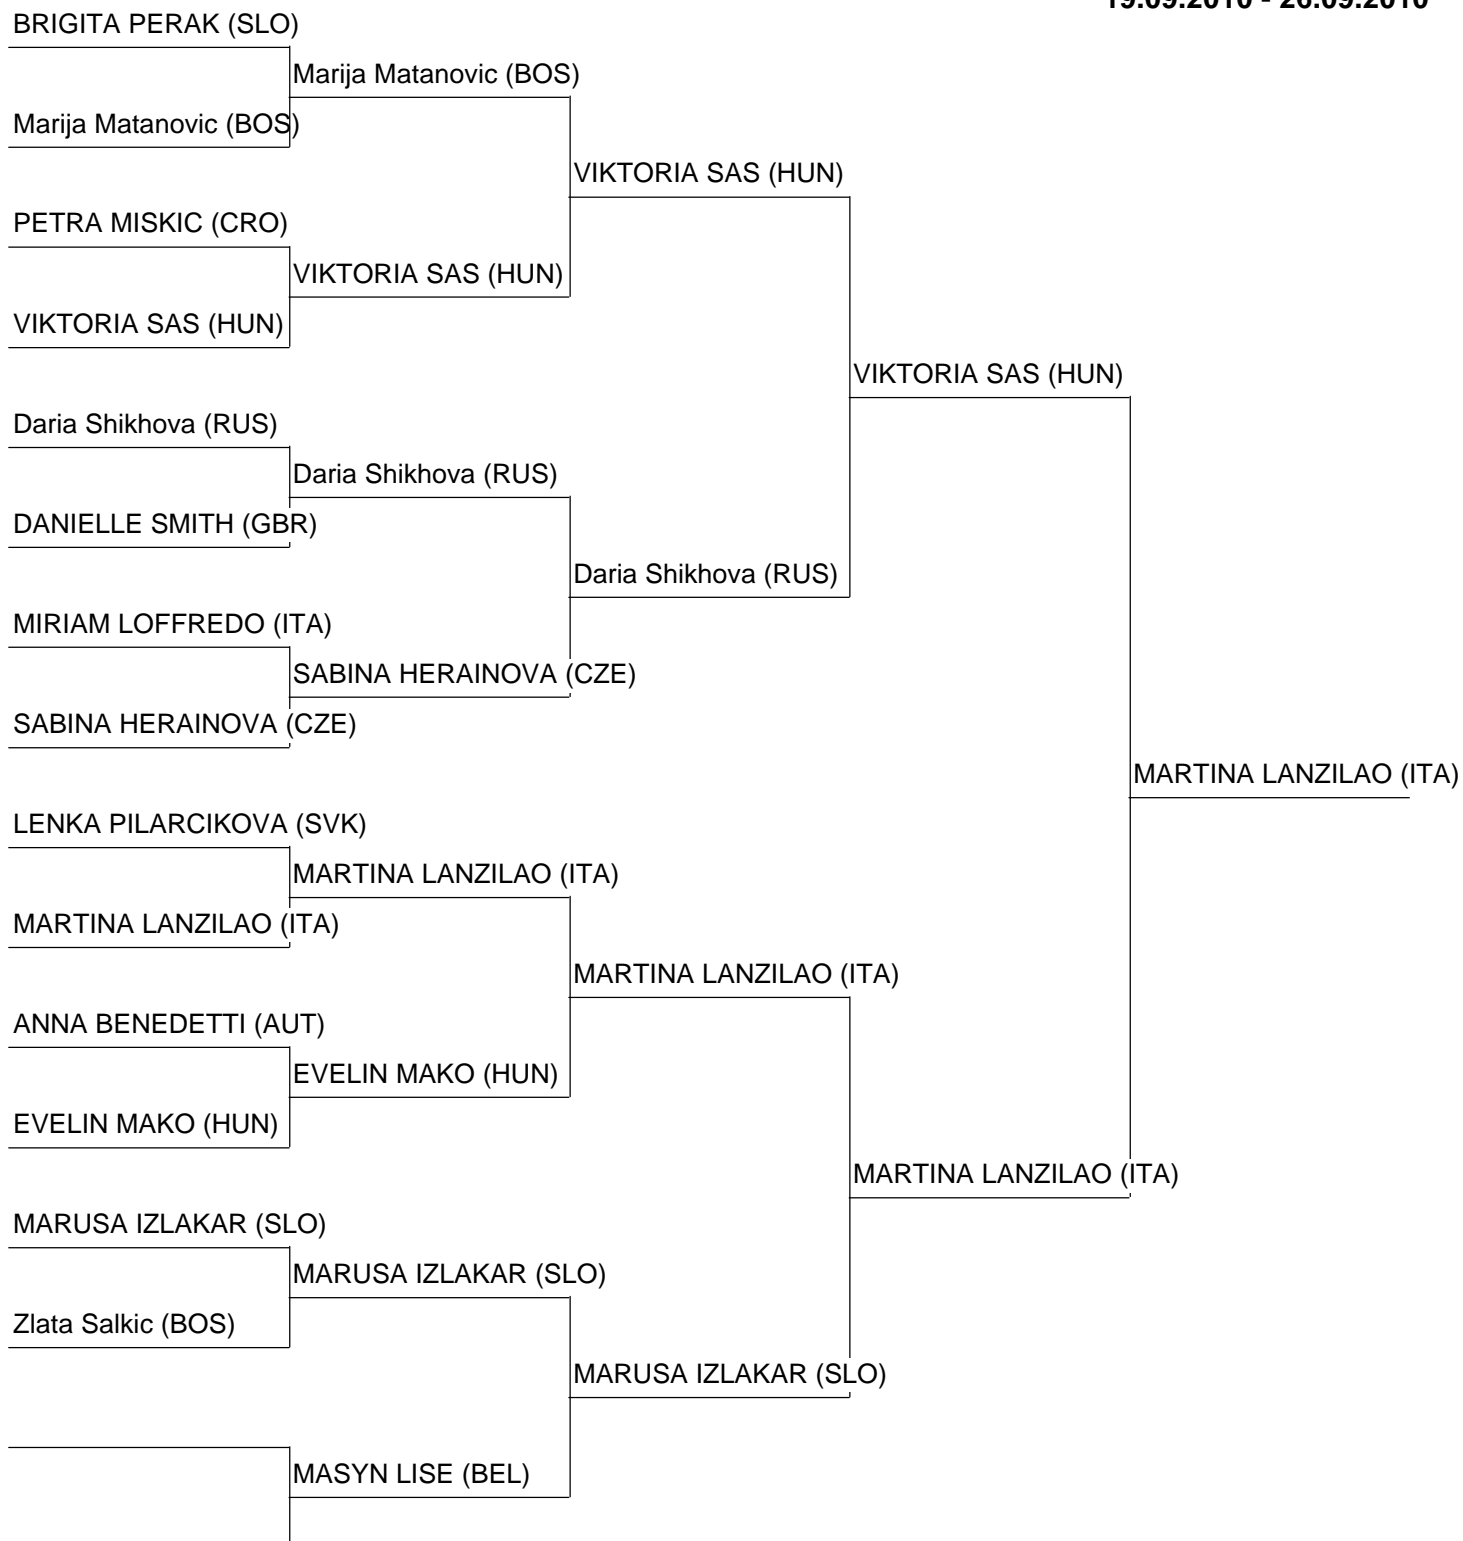 19.09.2010 - 26.09.2010
BRIGITA PERAK (SLO)
Marija Matanovic (BOS)
Marija Matanovic (BOS)
VIKTORIA SAS (HUN)
PETRA MISKIC (CRO)
VIKTORIA SAS (HUN)
VIKTORIA SAS (HUN)
VIKTORIA SAS (HUN)
Daria Shikhova (RUS)
Daria Shikhova (RUS)
DANIELLE SMITH (GBR)
Daria Shikhova (RUS)
MIRIAM LOFFREDO (ITA)
SABINA HERAINOVA (CZE)
SABINA HERAINOVA (CZE)
MARTINA LANZILAO (ITA)
LENKA PILARCIKOVA (SVK)
MARTINA LANZILAO (ITA)
MARTINA LANZILAO (ITA)
MARTINA LANZILAO (ITA)
ANNA BENEDETTI (AUT)
EVELIN MAKO (HUN)
EVELIN MAKO (HUN)
MARTINA LANZILAO (ITA)
MARUSA IZLAKAR (SLO)
MARUSA IZLAKAR (SLO)
Zlata Salkic (BOS)
MARUSA IZLAKAR (SLO)
MASYN LISE (BEL)